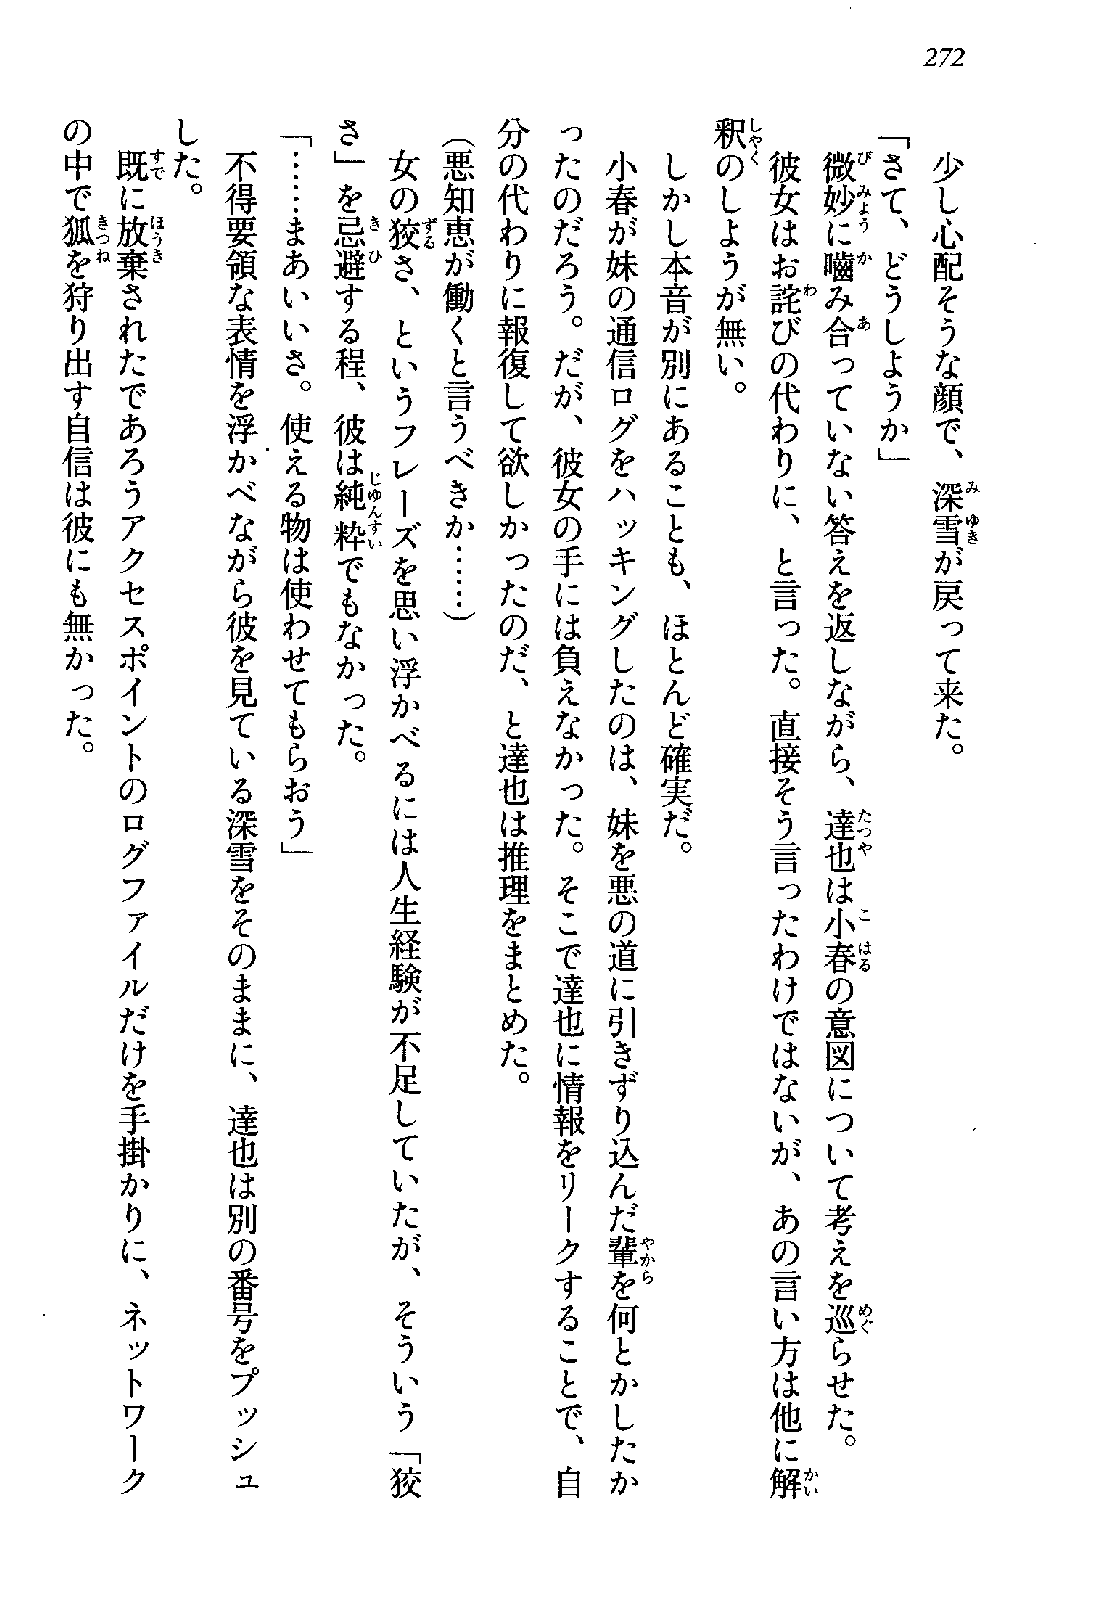 272
少し心配そうな顔で、深雪が戻って来た。
「さて、どうしようか」
微妙に嚙み合っていない答えを返しながら、達也は小春の意図について考えを巡らせた。
彼女はお詫びの代わりに、と言った。直接そう言ったわけではないが、あの言い方は他に解
釈のしようが無い。
しかし本音が別にあることも、ほとんど確実だ。
小春が妹の通信ログをハッキングしたのは、妹を悪の道に引きずり込んだ輩を何とかしたか
ったのだろう。だが、彼女の手には負えなかった。そこで達也に情報をリークすることで、自
分の代わりに報復して欲しかったのだ、と達也は推理をまとめた。
（悪知恵が働くと言うべきか……）
女の狡さ、というフレーズを思い浮かべるには人生経験が不足していたが、そういう「狡
さ」を忌避する程、彼は純粋でもなかった。
「……まあいいさ。使える物は使わせてもらおう」
不得要領な表情を浮かべながら彼を見ている深雪をそのままに、達也は別の番号をプッシュ
した。
既に放棄されたであろうアクセスポイントのログファイルだけを手掛かりに、ネットワーク
の中で狐を狩り出す自信は彼にも無かった。